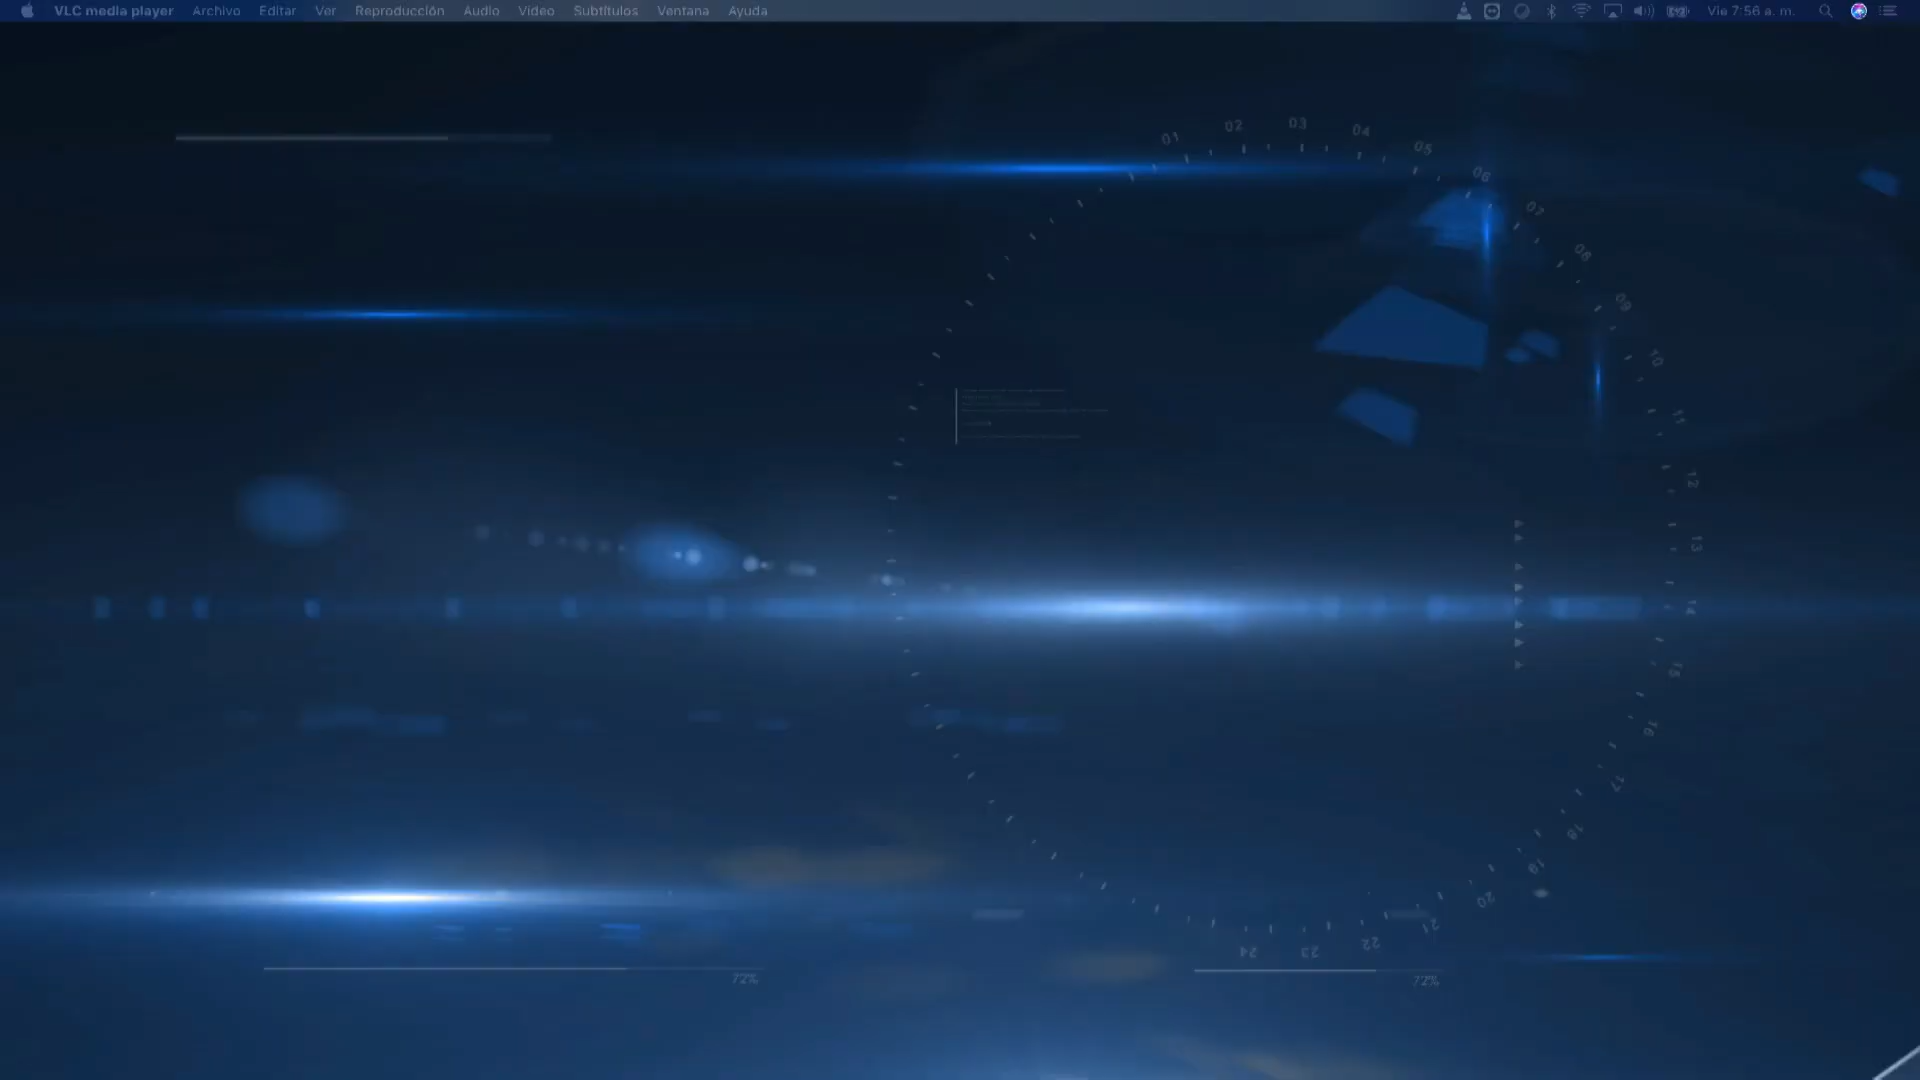 VLC media player Archivo Editar Ver Reproducción Audio Vídeo Subtítulos Ventana Ayuda Vie 7:56 a. m.
01 02 03 04 05 06 07 08 09 10 11 12 13 14 15 16 17 18 19 20 21 22 23 24
72%
72%